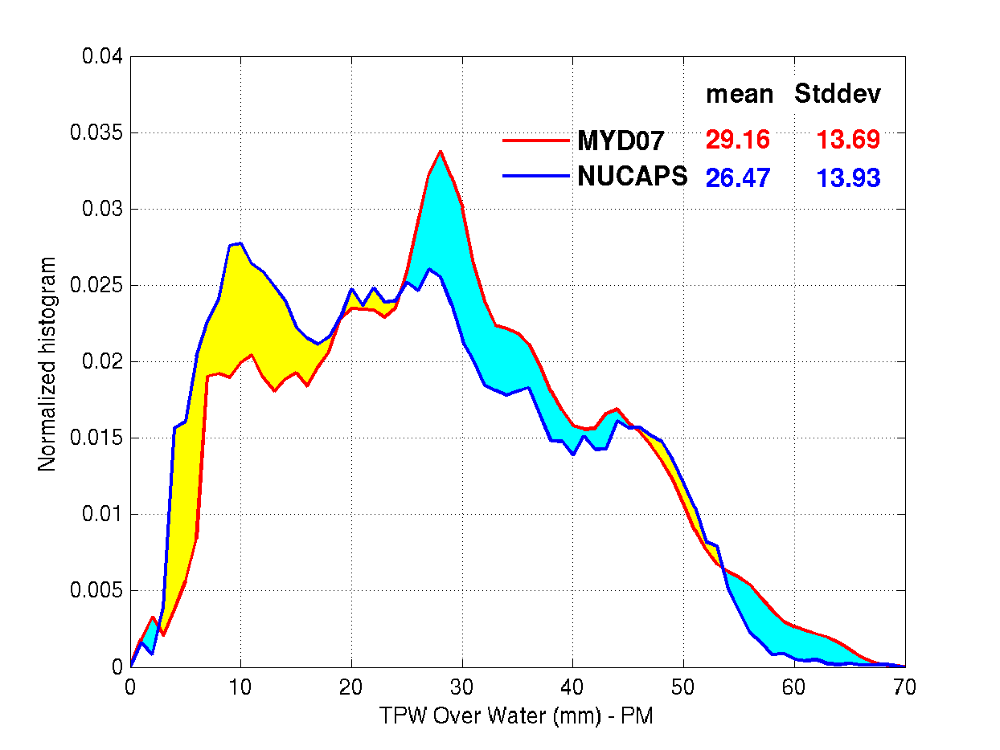 mean Stddev
MYD07 29.16 13.69
NUCAPS 26.47 13.93
0.04
0.035
0.03
0.025
0.02
0.015
0.01
0.005
0
Normalized histogram
0 10 20 30 40 50 60 70
TPW Over Water (mm) - PM